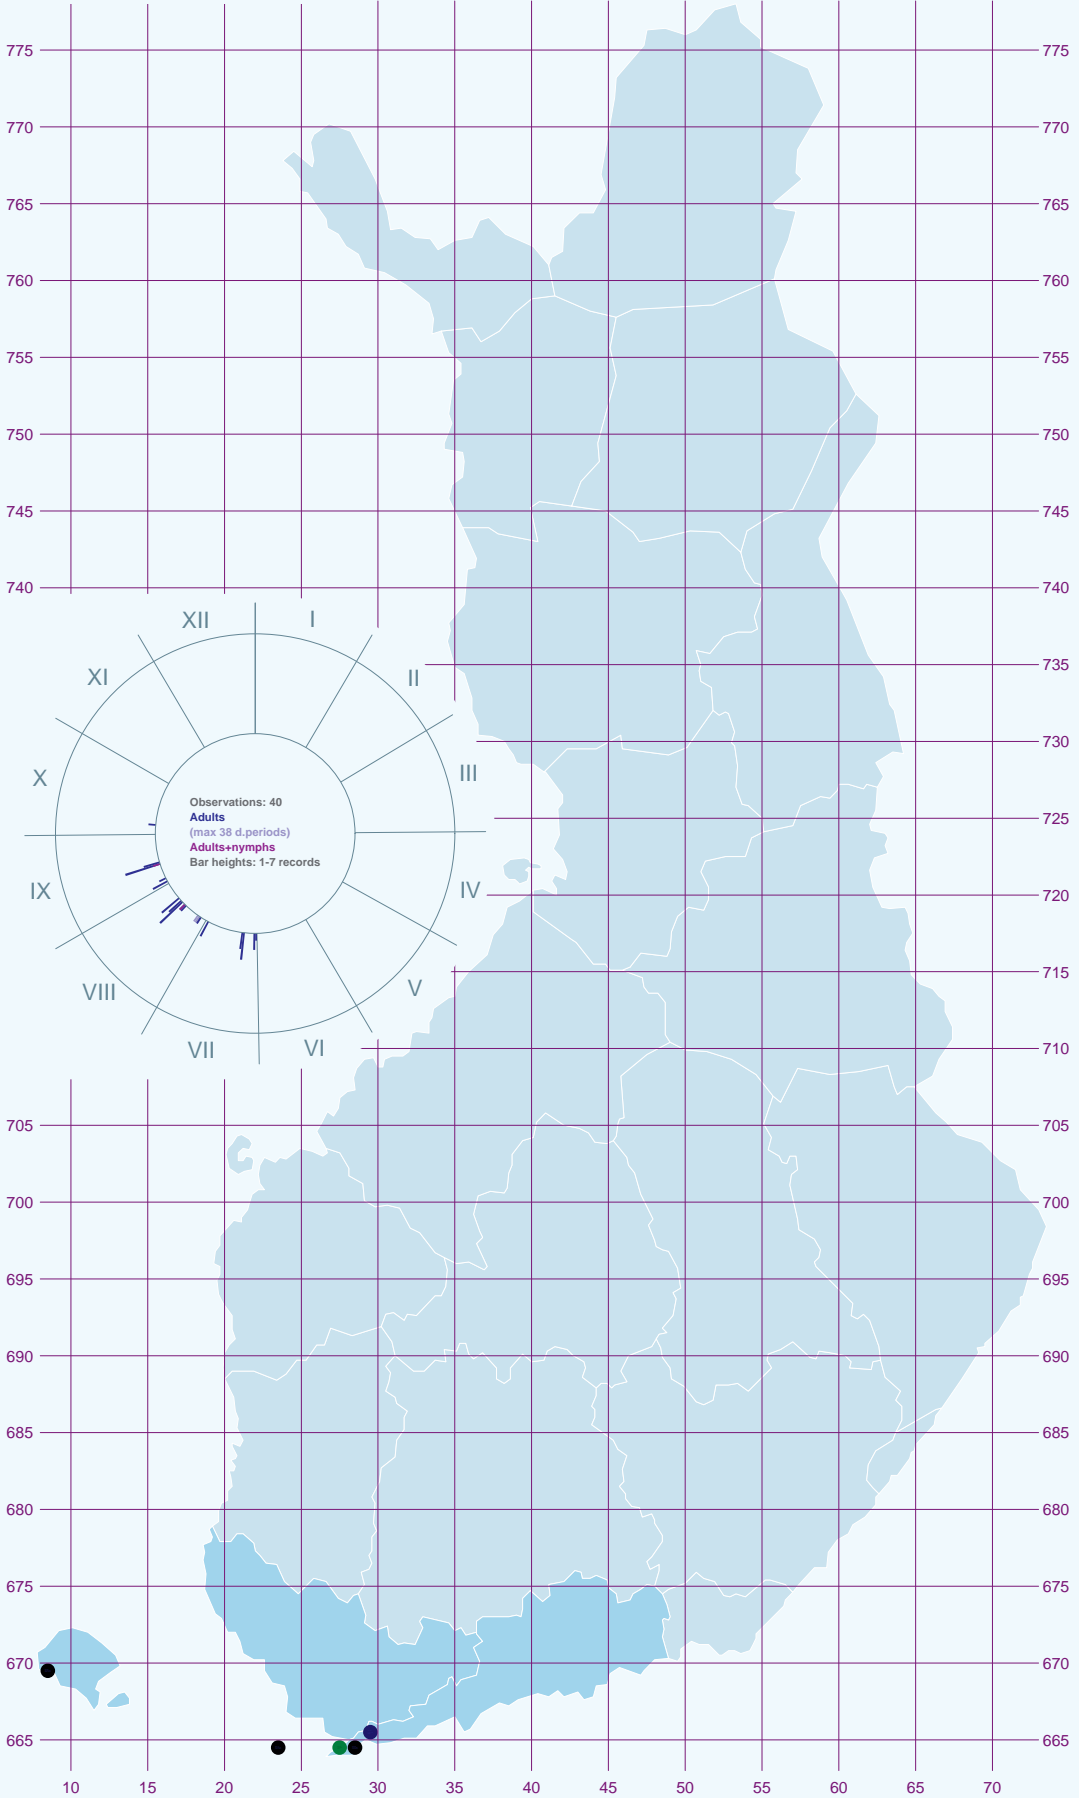 775 775
770 770
765 765
760 760
755 755
750 750
745 745
740 740
XII I
XI II
735
730
X III
725
Observations: 40
Adults
(max 38 d.periods)
Adults+nymphs
Bar heights: 1-7 records
IX IV
720
VIII V
715
VII VI
710
705 705
700 700
695 695
690 690
685 685
680 680
675 675
670 670
665 665
10 15 20 25 30 35 40 45 50 55 60 65 70